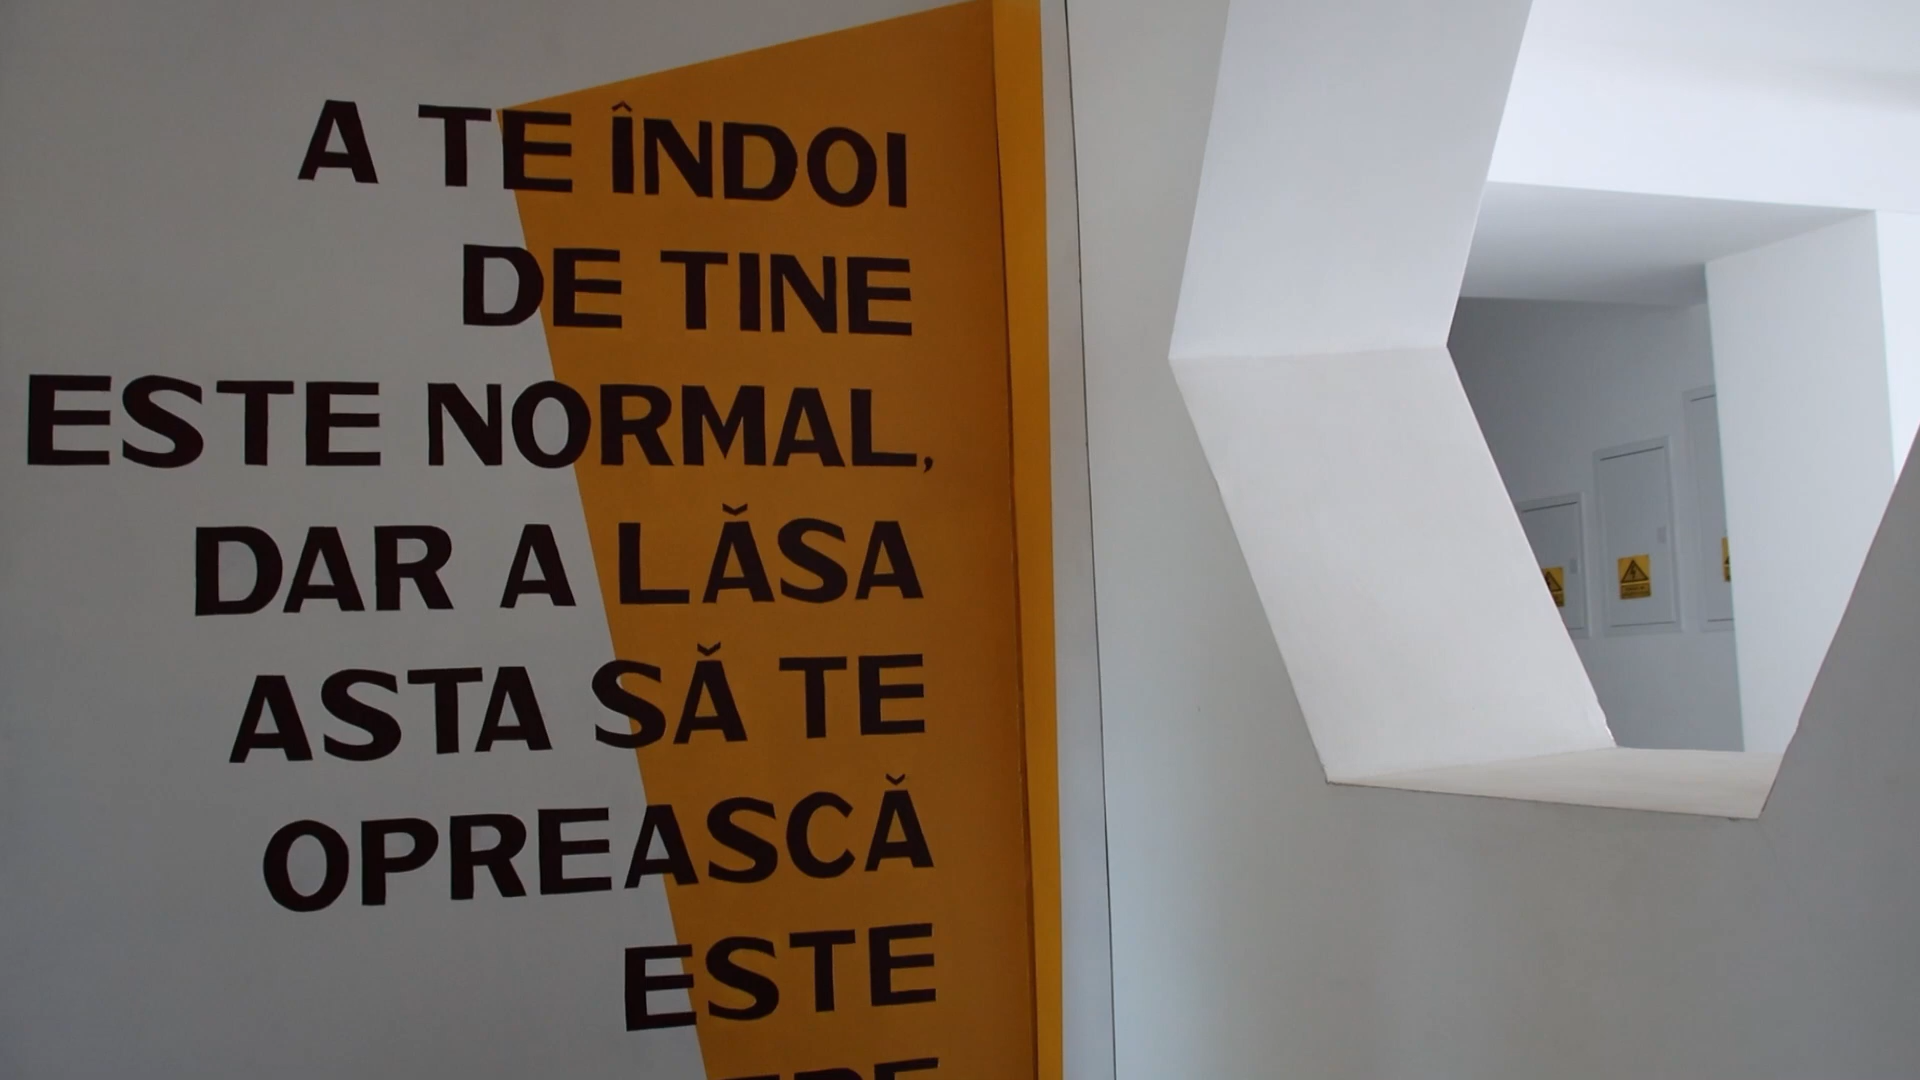 A TE ÎNDOI
DE TINE
ESTE NORMAL,
DAR A LĂSA
ASTA SĂ TE
OPREASCĂ
ESTE